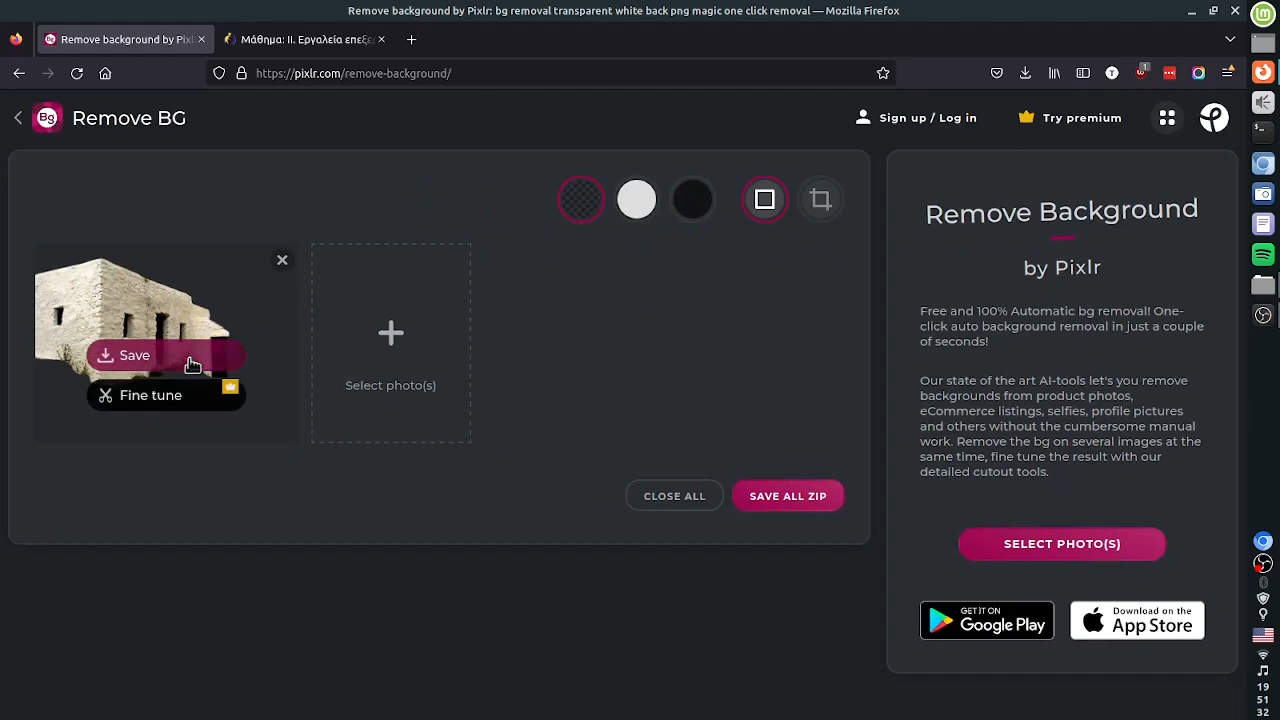 Remove background by Pixlr: bg removal transparent white back png magic one click removal — Mozilla Firefox
Remove background by Pixl
Μάθημα: ΙΙ. Εργαλεία επεξε
https://pixlr.com/remove-background/
T
1
Bg
Remove BG
Sign up / Log in
Try premium
Save
Fine tune
Select photo(s)
CLOSE ALL
SAVE ALL ZIP
Remove Background
by Pixlr
Free and 100% Automatic bg removal! One-
click auto background removal in just a couple
of seconds!
Our state of the art AI-tools let's you remove
backgrounds from product photos,
eCommerce listings, selfies, profile pictures
and others without the cumbersome manual
work. Remove the bg on several images at the
same time, fine tune the result with our
detailed cutout tools.
SELECT PHOTO(S)
GET IT ON
Google Play
Download on the
App Store
19
51
32